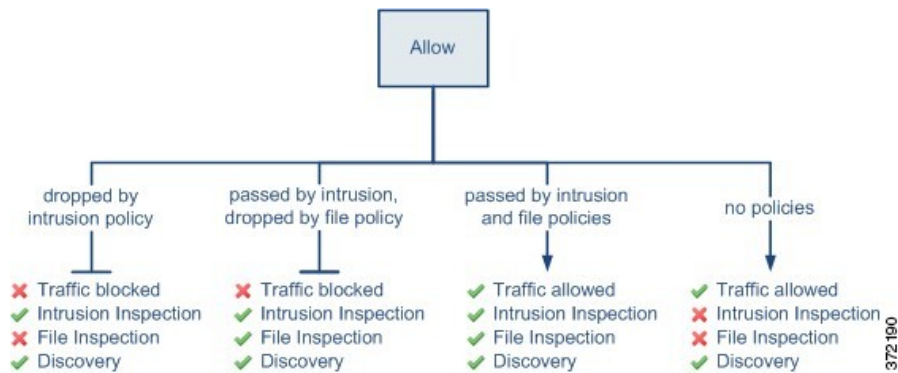 Allow
dropped by
intrusion policy
passed by intrusion,
dropped by file policy
passed by intrusion
and file policies
no policies
Traffic blocked
Intrusion Inspection
File Inspection
Discovery
Traffic blocked
Intrusion Inspection
File Inspection
Discovery
Traffic allowed
Intrusion Inspection
File Inspection
Discovery
Traffic allowed
Intrusion Inspection
File Inspection
Discovery
372190